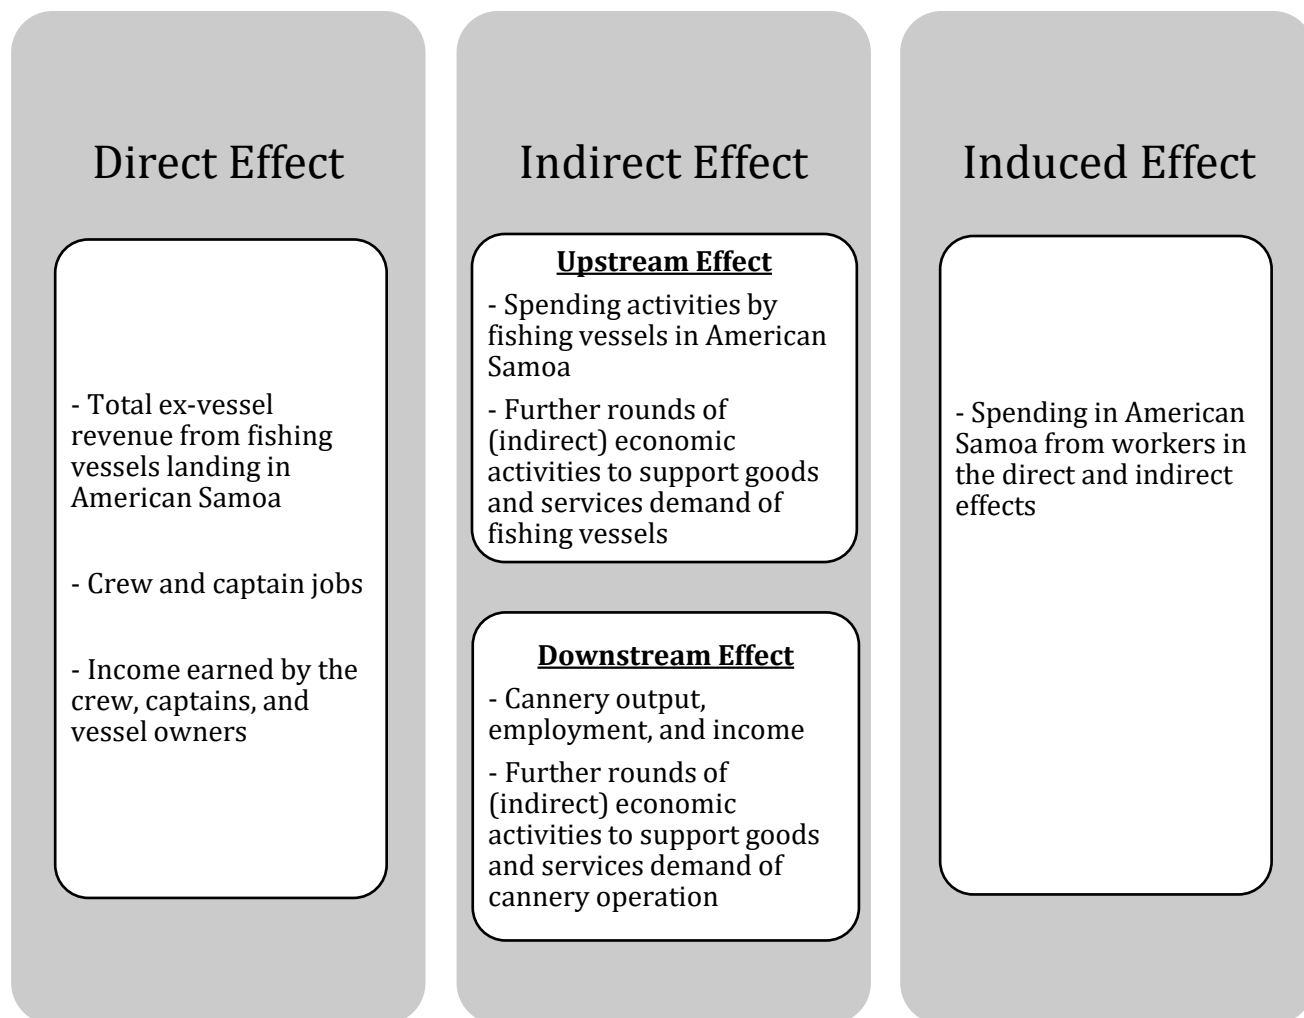 Direct Effect
- Total ex-vessel
revenue from fishing
vessels landing in
American Samoa
- Crew and captain jobs
- Income earned by the
crew, captains, and
vessel owners
Indirect Effect
Upstream Effect
- Spending activities by
fishing vessels in American
Samoa
- Further rounds of
(indirect) economic
activities to support goods
and services demand of
fishing vessels
Downstream Effect
- Cannery output,
employment, and income
- Further rounds of
(indirect) economic
activities to support goods
and services demand of
cannery operation
Induced Effect
- Spending in American
Samoa from workers in
the direct and indirect
effects